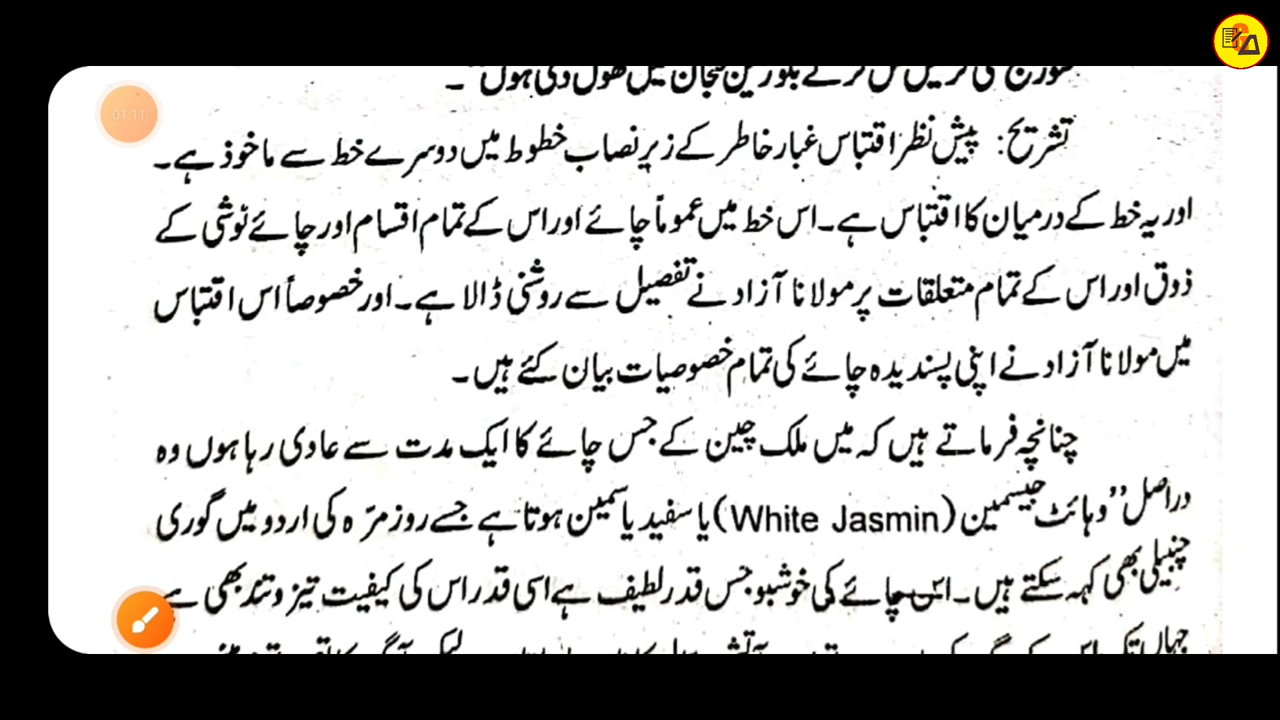 تشریح: پیش نظر اقتباس غبار خاطر کے زیر نصاب خطوط میں دوسرے خط سے ماخوذ ہے۔
اور یہ خط کے درمیان کا اقتباس ہے۔ اس خط میں عموماً چائے اور اس کے تمام اقسام اور چائے نوشی کے
ذوق اور اس کے تمام متعلقات پر مولانا آزاد نے تفصیل سے روشنی ڈالا ہے۔ اور خصوصاً اس اقتباس
میں مولانا آزاد نے اپنی پسندیدہ چائے کی تمام خصوصیات بیان کئے ہیں۔
چنانچہ فرماتے ہیں کہ میں ملک چین کے جس چائے کا ایک مدت سے عادی رہا ہوں وہ
دراصل ”وہائٹ جیسمین (White Jasmin) یا سفید یاسمین ہوتا ہے جسے روزمرّہ کی اردو میں گوری
چنبیلی بھی کہہ سکتے ہیں۔ اس چائے کی خوشبو جس قدر لطیف ہے اسی قدر اس کی کیفیت تیز و تند بھی ہے
01:11